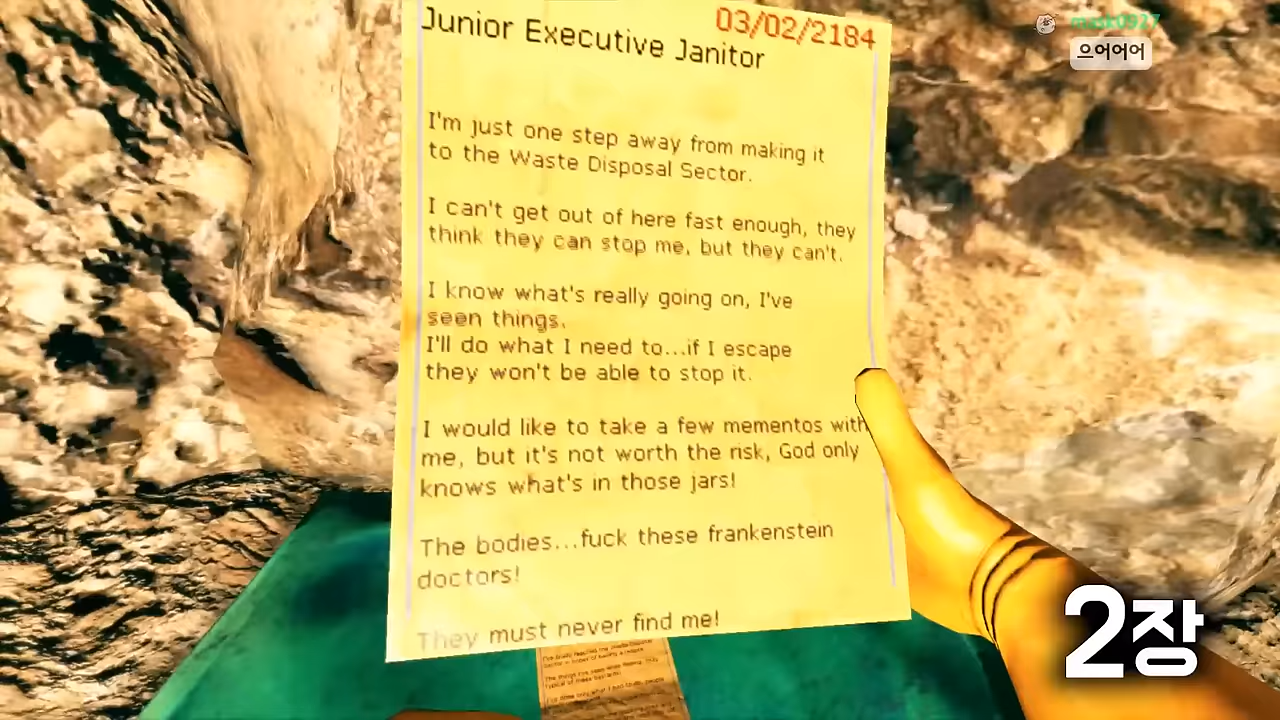 Junior Executive Janitor
03/02/2184
mask0927
으어어어
I'm just one step away from making it
to the Waste Disposal Sector.
I can't get out of here fast enough, they
think they can stop me, but they can't.
I know what's really going on, I've
seen things.
I'll do what I need to...if I escape
they won't be able to stop it.
I would like to take a few mementos with
me, but it's not worth the risk, God only
knows what's in those jars!
The bodies...fuck these frankenstein
doctors!
They must never find me!
2장